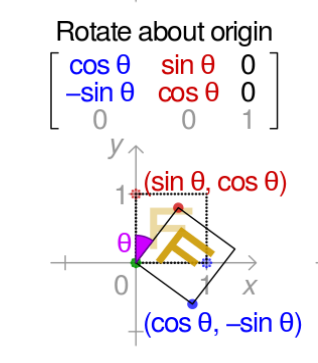 Rotate about origin
cos θ sin θ 0
−sin θ cos θ 0
0 0 1
y
1 (sin θ, cos θ)
F
F
θ
0 1 x
(cos θ, −sin θ)